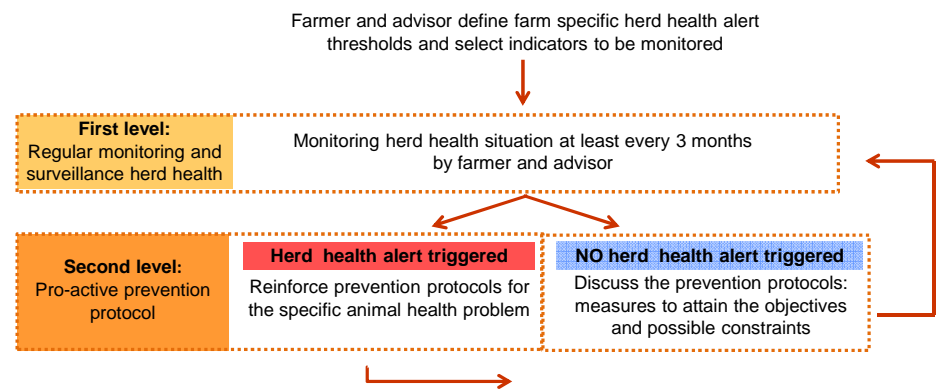 Farmer and advisor define farm specific herd health alert
thresholds and select indicators to be monitored
First level:
Regular monitoring and
surveillance herd health
Monitoring herd health situation at least every 3 months
by farmer and advisor
Second level:
Pro-active prevention
protocol
Herd health alert triggered
Reinforce prevention protocols for
the specific animal health problem
NO herd health alert triggered
Discuss the prevention protocols:
measures to attain the objectives
and possible constraints